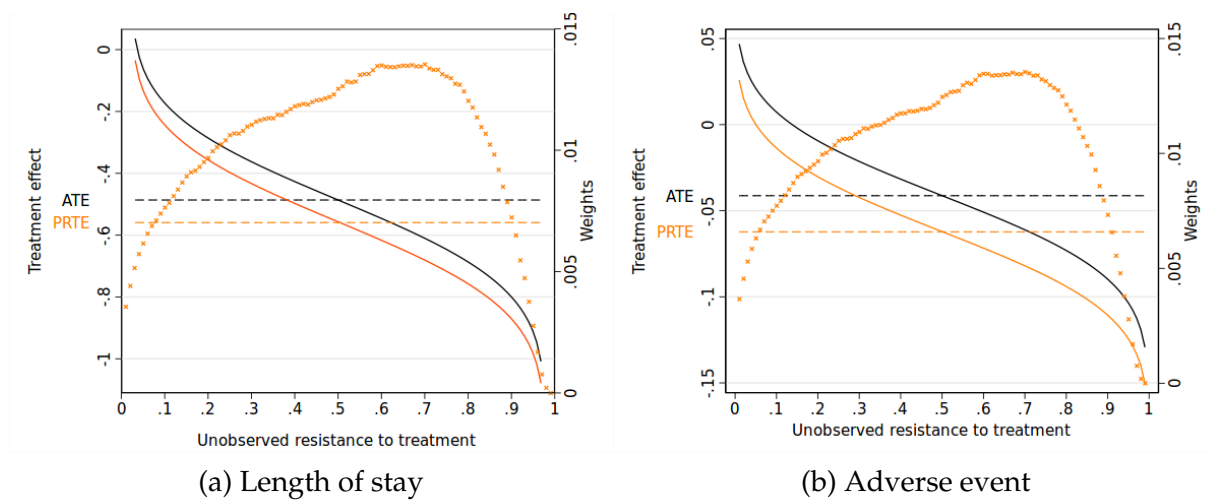 0
-.2
-.4
-.6
-.8
-1
Treatment effect
ATE
PRTE
.015
.01
.005
0
Weights
0 .1 .2 .3 .4 .5 .6 .7 .8 .9 1
Unobserved resistance to treatment
(a) Length of stay
.05
0
-.05
-.1
-.15
Treatment effect
ATE
PRTE
.015
.01
.005
0
Weights
0 .1 .2 .3 .4 .5 .6 .7 .8 .9 1
Unobserved resistance to treatment
(b) Adverse event